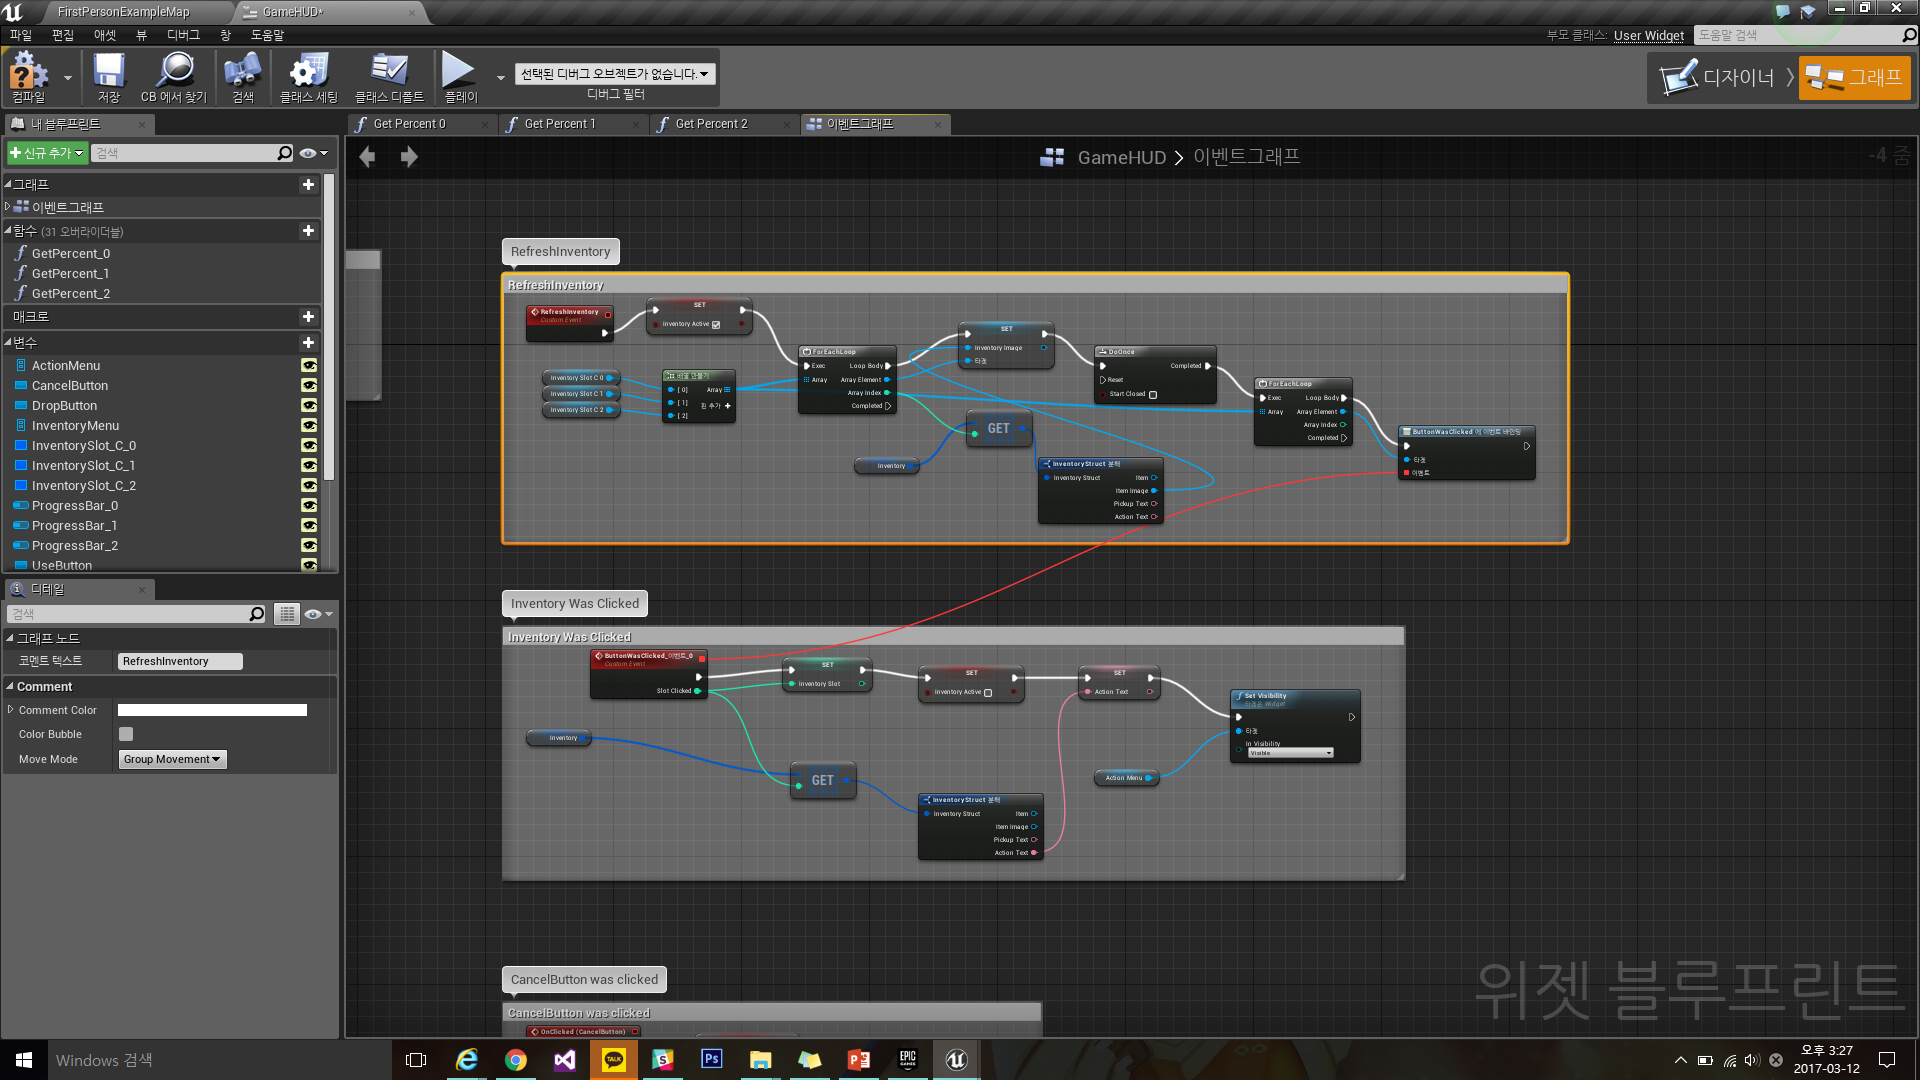 FirstPersonExampleMap
GameHUD*
파일 편집 애셋 뷰 디버그 창 도움말
부모 클래스: User Widget
도움말 검색
컴파일
저장
CB 에서 찾기
검색
클래스 세팅
클래스 디폴트
플레이
선택된 디버그 오브젝트가 없습니다.
디버그 필터
디자이너
그래프
내 블루프린트
Get Percent 0
Get Percent 1
Get Percent 2
이벤트그래프
신규 추가
검색
GameHUD > 이벤트그래프
-4 줌
그래프
이벤트그래프
함수 (31 오버라이더블)
GetPercent_0
GetPercent_1
GetPercent_2
매크로
변수
ActionMenu
CancelButton
DropButton
InventoryMenu
InventorySlot_C_0
InventorySlot_C_1
InventorySlot_C_2
ProgressBar_0
ProgressBar_1
ProgressBar_2
UseButton
디테일
검색
그래프 노드
코멘트 텍스트
RefreshInventory
Comment
Comment Color
Color Bubble
Move Mode
Group Movement
RefreshInventory
RefreshInventory
RefreshInventory
Custom Event
SET
Inventory Active
Inventory Slot C 0
Inventory Slot C 1
Inventory Slot C 2
배열 만들기
[0] Array
[1] 핀 추가 +
[2]
ForEachLoop
Exec Loop Body
Array Array Element
Array Index
Completed
SET
Inventory Image
타겟
DoOnce
Completed
Reset
Start Closed
GET
Inventory
InventoryStruct 분해
Inventory Struct Item
Item Image
Pickup Text
Action Text
ForEachLoop
Exec Loop Body
Array Array Element
Array Index
Completed
ButtonWasClicked 에 이벤트 바인딩
타겟
이벤트
Inventory Was Clicked
Inventory Was Clicked
ButtonWasClicked_이벤트_0
Custom Event
Slot Clicked
SET
Inventory Slot
SET
Inventory Active
SET
Action Text
Set Visibility
타겟은 Widget
타겟
In Visibility
Visible
Inventory
GET
InventoryStruct 분해
Inventory Struct Item
Item Image
Pickup Text
Action Text
Action Menu
CancelButton was clicked
CancelButton was clicked
OnClicked (CancelButton)
위젯 블루프린트
Windows 검색
TALK
Ps
EPIC
GAMES
오후 3:27
2017-03-12